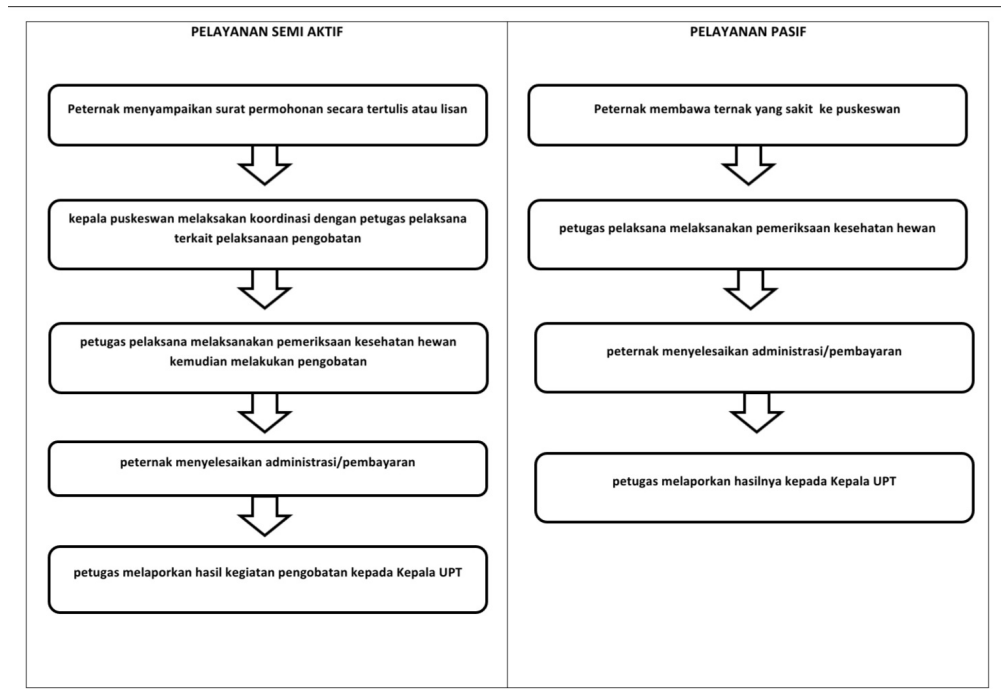 PELAYANAN SEMI AKTIF
Peternak menyampaikan surat permohonan secara tertulis atau lisan
kepala puskeswan melaksakan koordinasi dengan petugas pelaksana
terkait pelaksanaan pengobatan
petugas pelaksana melaksanakan pemeriksaan kesehatan hewan
kemudian melakukan pengobatan
peternak menyelesaikan administrasi/pembayaran
petugas melaporkan hasil kegiatan pengobatan kepada Kepala UPT
PELAYANAN PASIF
Peternak membawa ternak yang sakit ke puskeswan
petugas pelaksana melaksanakan pemeriksaan kesehatan hewan
peternak menyelesaikan administrasi/pembayaran
petugas melaporkan hasilnya kepada Kepala UPT